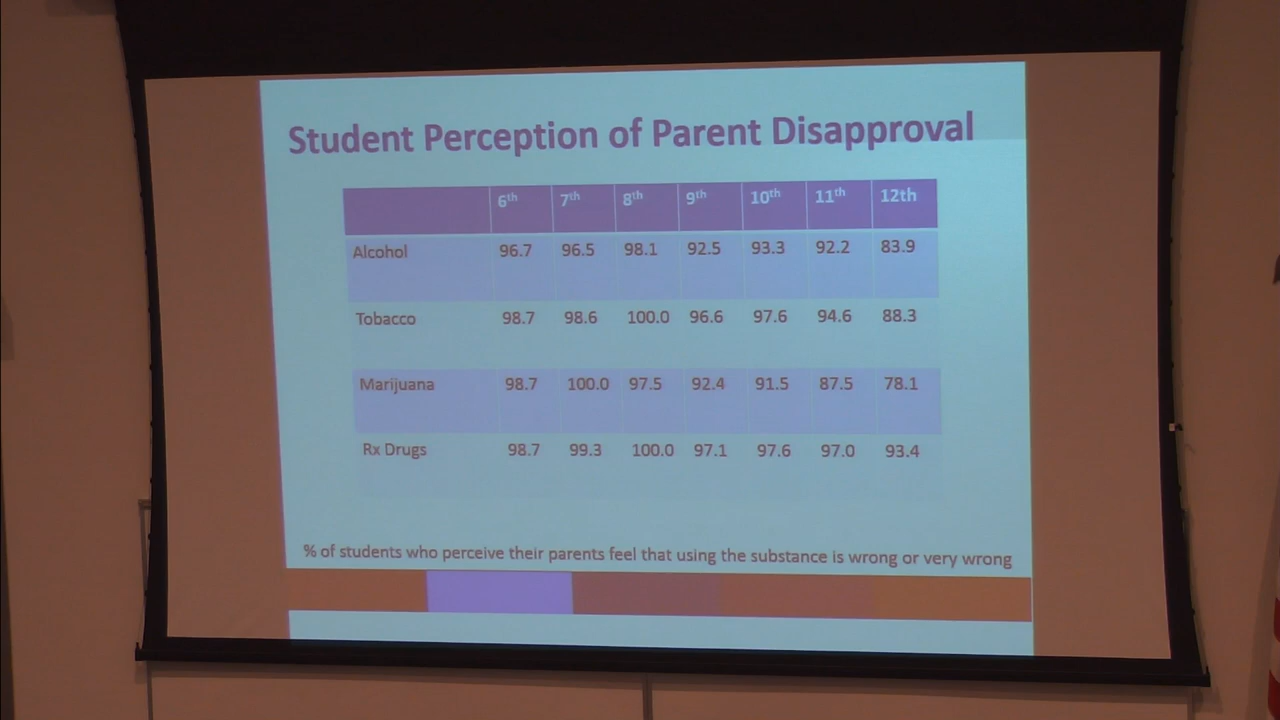 Student Perception of Parent Disapproval
6th 7th 8th 9th 10th 11th 12th
Alcohol 96.7 96.5 98.1 92.5 93.3 92.2 83.9
Tobacco 98.7 98.6 100.0 96.6 97.6 94.6 88.3
Marijuana 98.7 100.0 97.5 92.4 91.5 87.5 78.1
Rx Drugs 98.7 99.3 100.0 97.1 97.6 97.0 93.4
% of students who perceive their parents feel that using the substance is wrong or very wrong